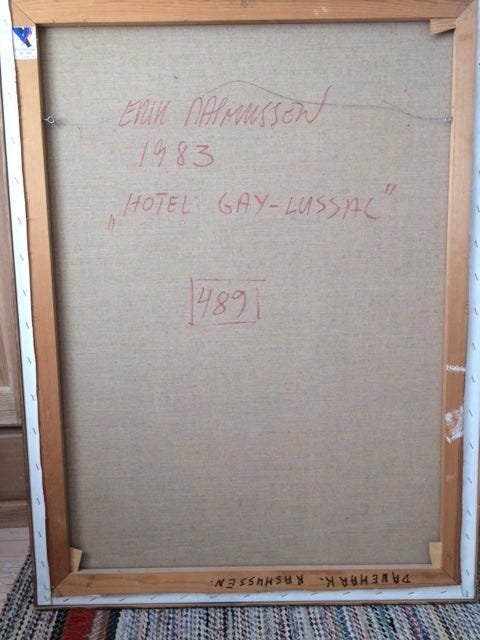 ERIK RASMUSSEN
1983
„HOTEL GAY-LUSSAC"
489
DANEMARK. RASMUSSEN.